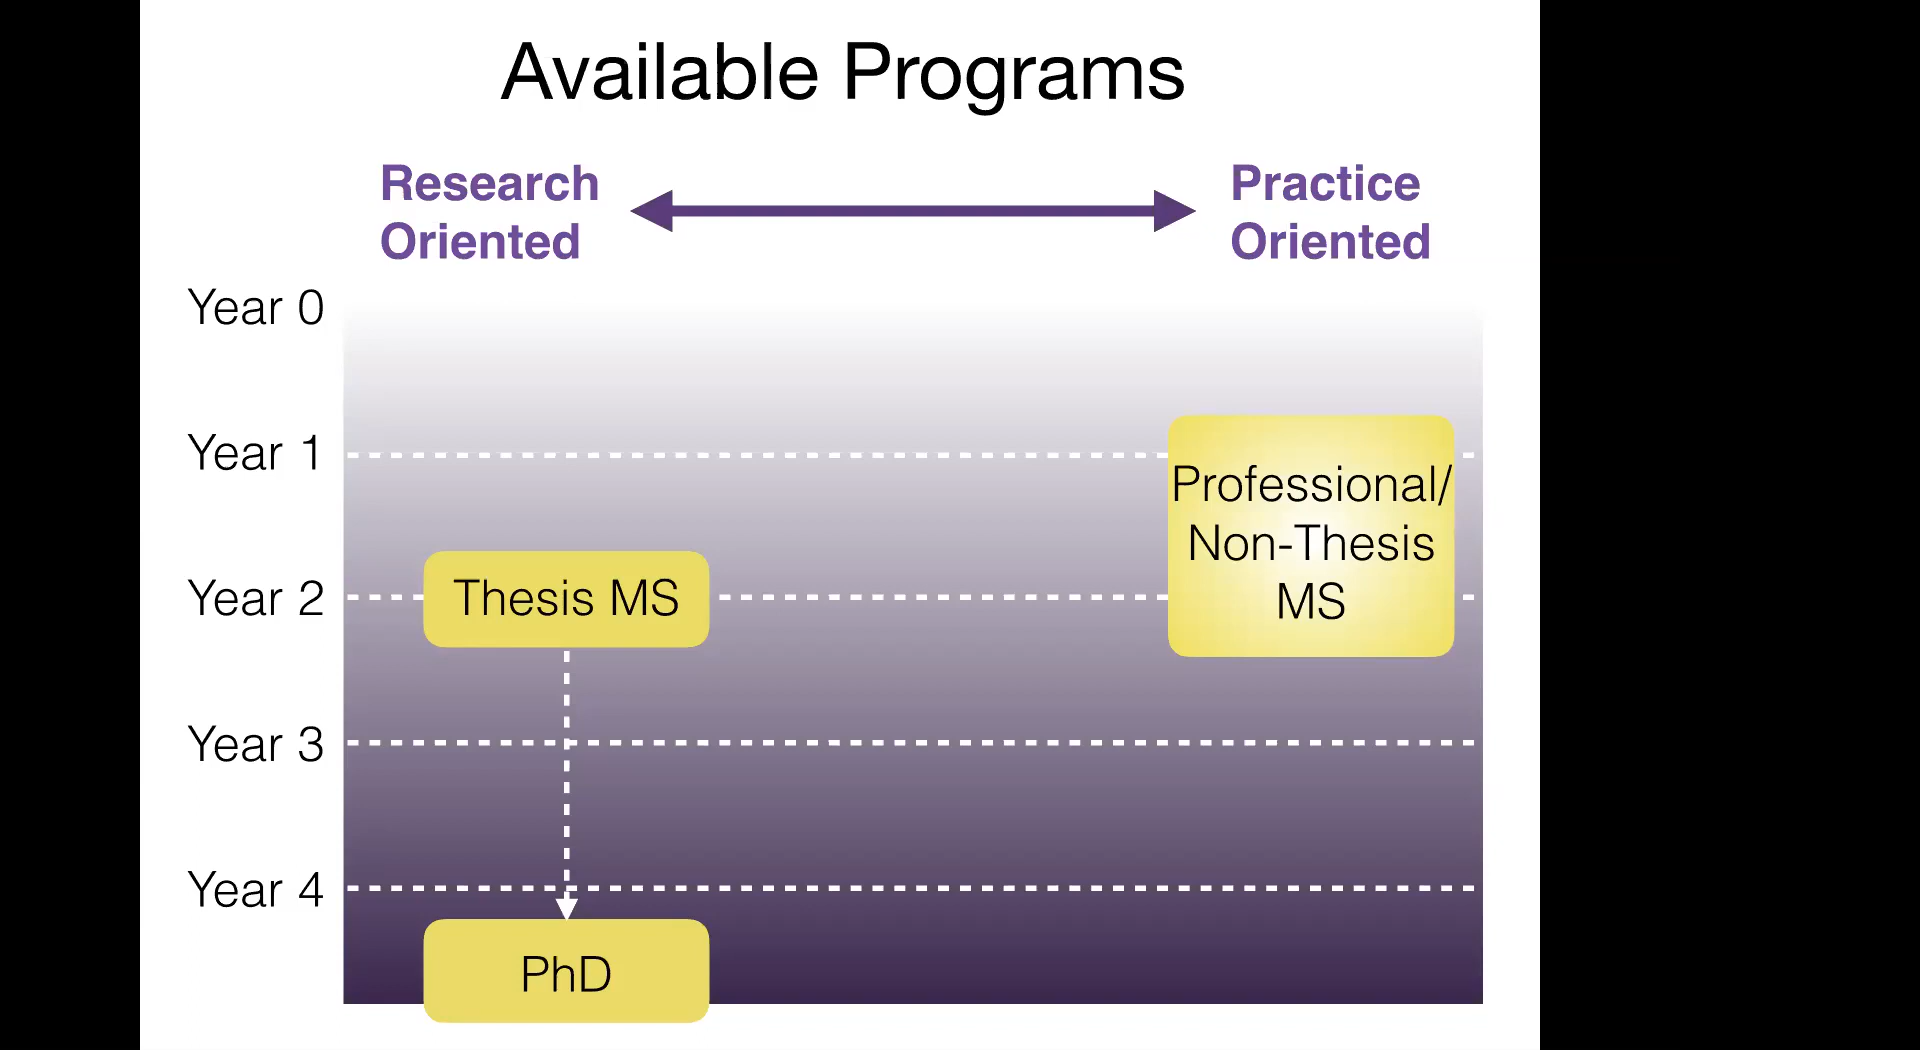 Available Programs
Research
Oriented
Practice
Oriented
Year 0
Year 1
Professional/
Non-Thesis
MS
Year 2
Thesis MS
Year 3
Year 4
PhD